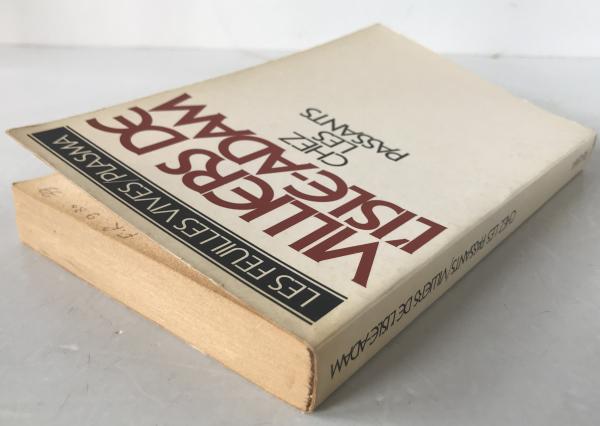 LES FEUILLES VIVES/PLASMA
VILLIERS DE
L'ISLE-ADAM
CHEZ
LES
PASSANTS
CHEZ LES PASSANTS/VILLIERS DE L'ISLE-ADAM